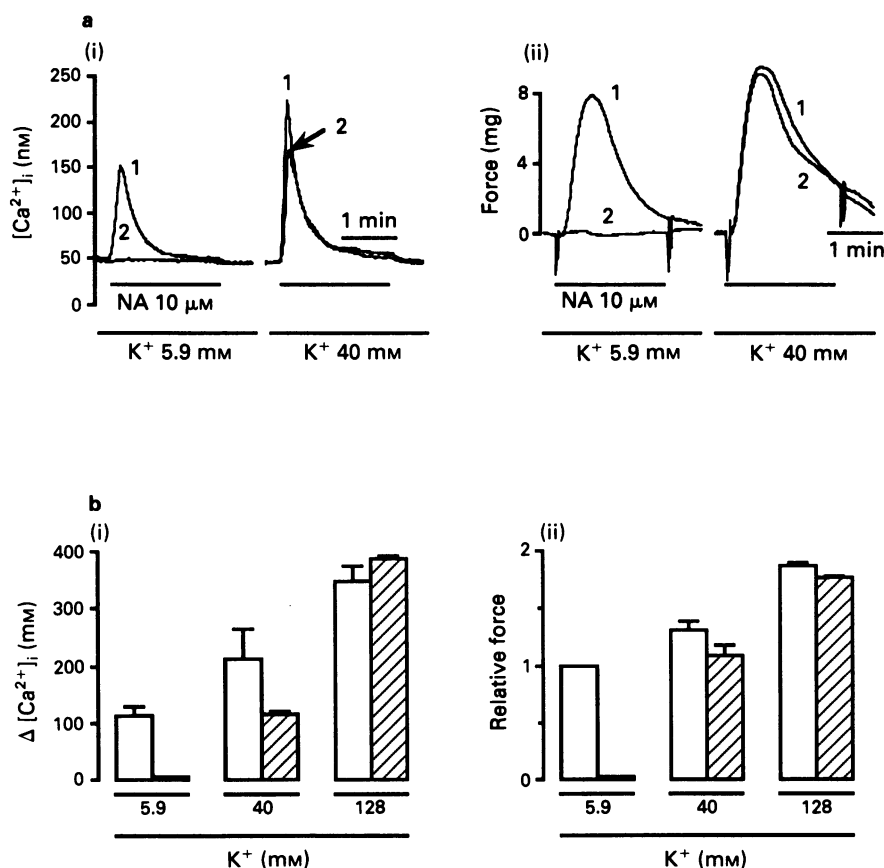 a
(i)
[Ca²⁺]ᵢ (nM)
250
200
150
100
50
0
1
2
1
2
1 min
NA 10 µM
K⁺ 5.9 mM
K⁺ 40 mM
(ii)
Force (mg)
8
4
0
1
2
1
2
1 min
NA 10 µM
K⁺ 5.9 mM
K⁺ 40 mM
b
(i)
Δ [Ca²⁺]ᵢ (mM)
400
300
200
100
0
5.9
40
128
K⁺ (mM)
(ii)
Relative force
2
1
0
5.9
40
128
K⁺ (mM)